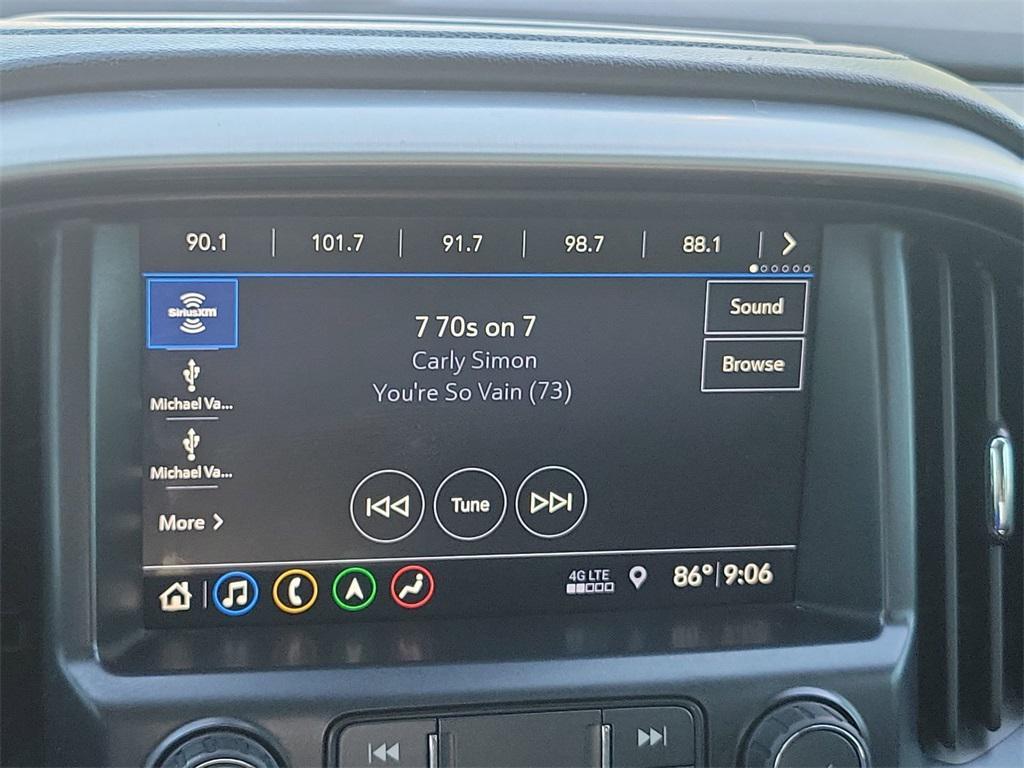 90.1 101.7 91.7 98.7 88.1
SiriusXM
Sound
7 70s on 7
Carly Simon
Browse
You're So Vain (73)
Michael Va...
Michael Va...
Tune
More
4G LTE
86° 9:06